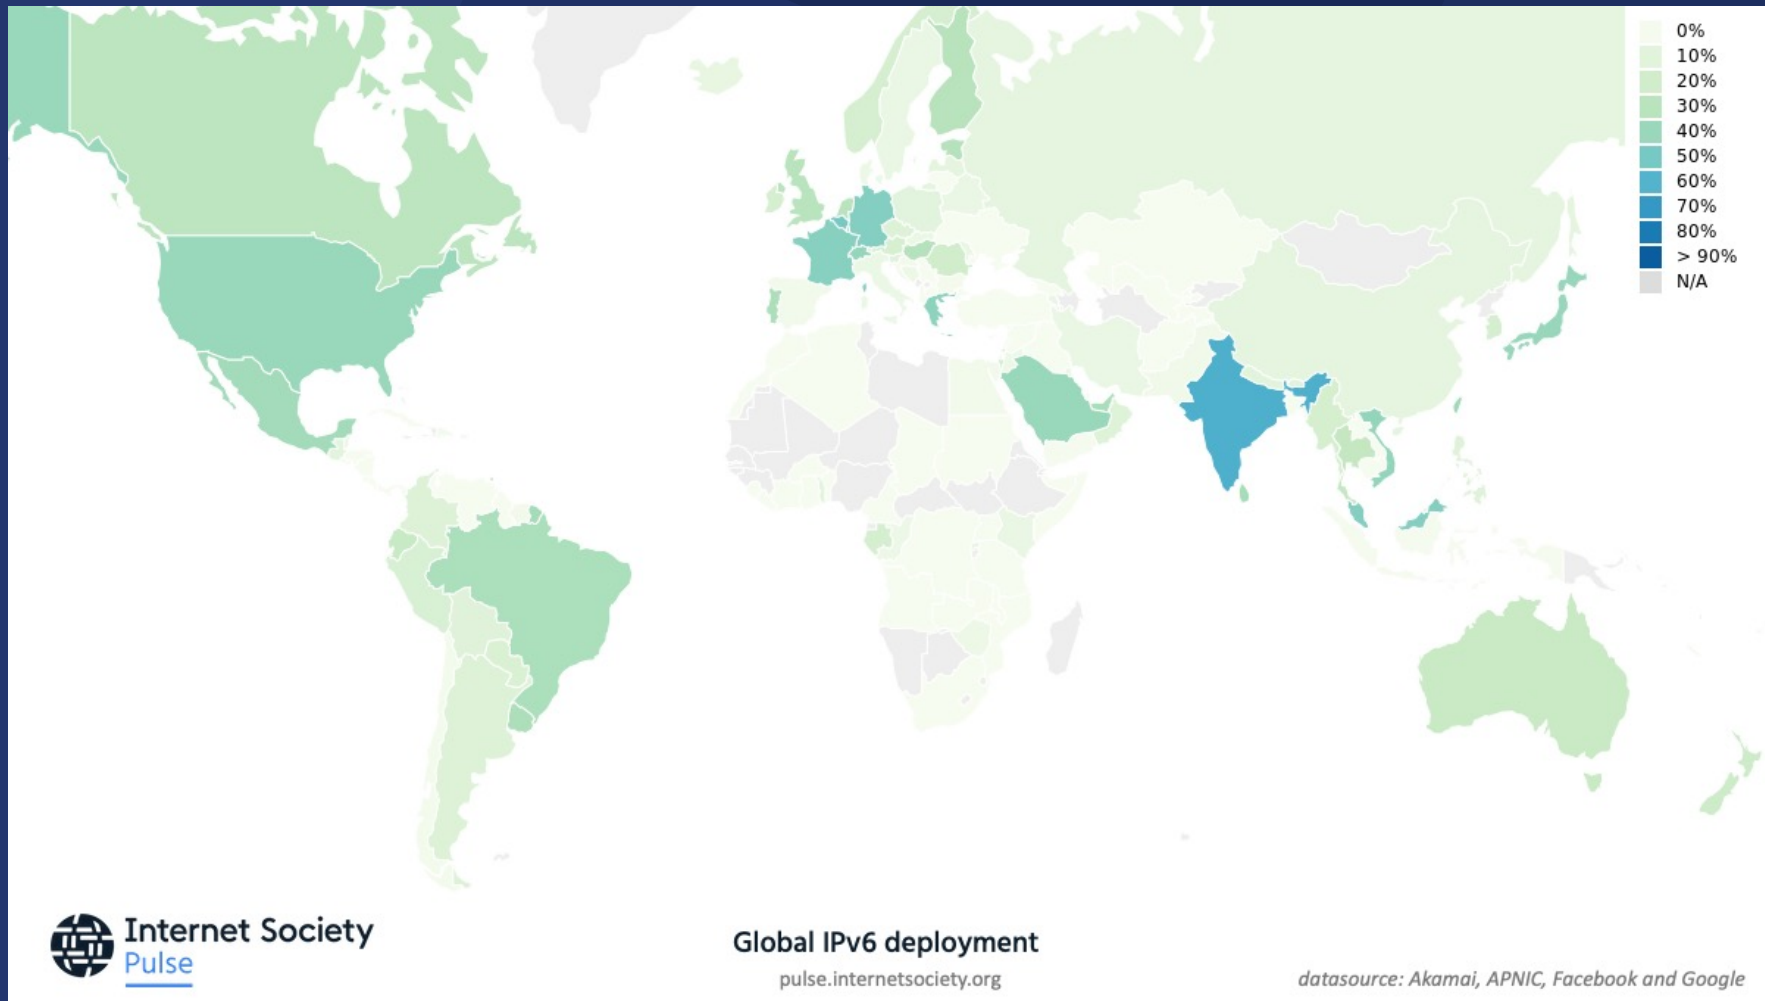 0%
10%
20%
30%
40%
50%
60%
70%
80%
> 90%
N/A
Internet Society
Pulse
Global IPv6 deployment
pulse.internetsociety.org
datasource: Akamai, APNIC, Facebook and Google